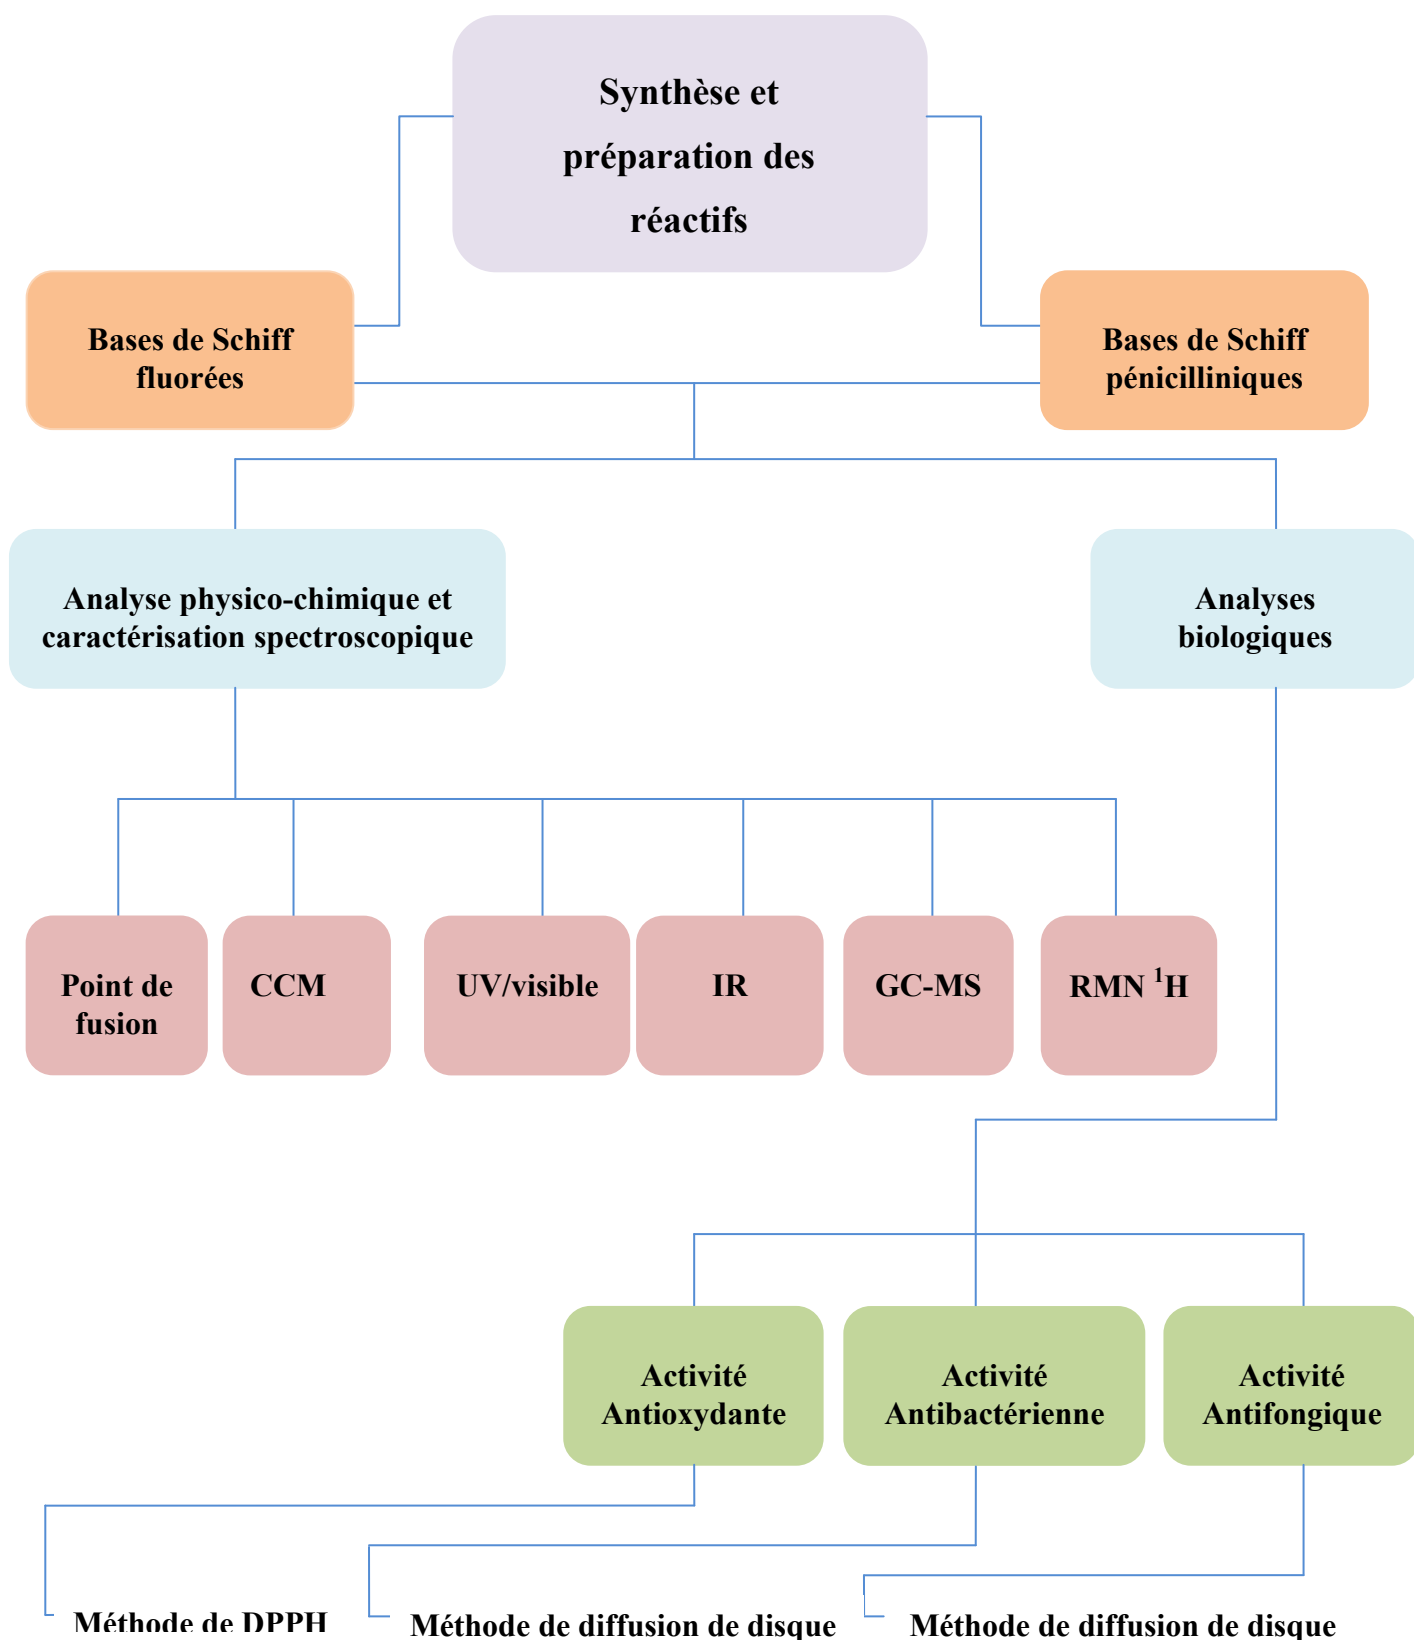 Synthèse et
préparation des
réactifs
Bases de Schiff
fluorées
Bases de Schiff
pénicilliniques
Analyse physico-chimique et
caractérisation spectroscopique
Analyses
biologiques
Point de
fusion
CCM
UV/visible
IR
GC-MS
RMN ¹H
Activité
Antioxydante
Activité
Antibactérienne
Activité
Antifongique
Méthode de DPPH
Méthode de diffusion de disque
Méthode de diffusion de disque